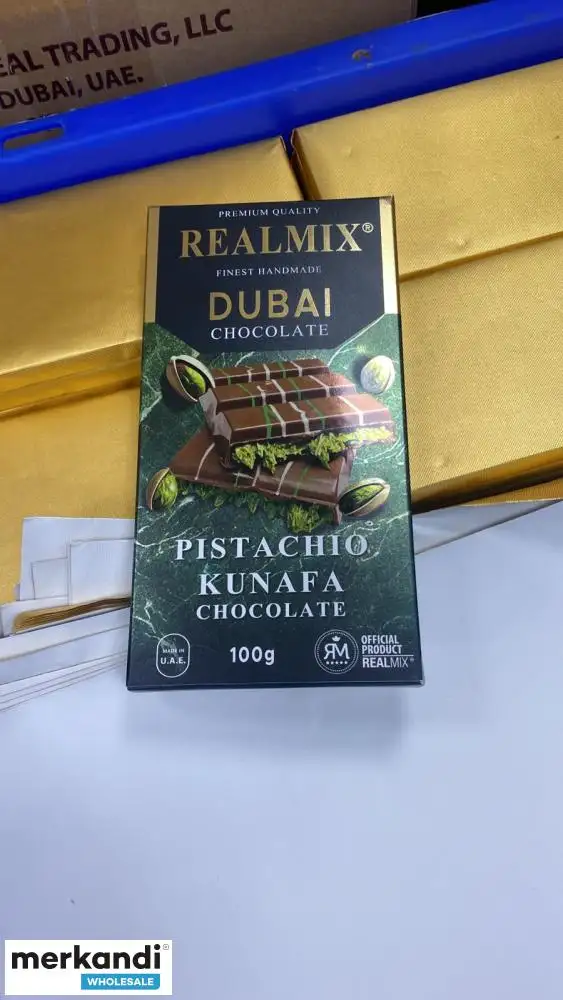 EAL TRADING, LLC
DUBAI, UAE.
PREMIUM QUALITY
REALMIX®
FINEST HANDMADE
DUBAI
CHOCOLATE
PISTACHIO
KUNAFA
CHOCOLATE
MADE IN
U.A.E.
100g
RM
OFFICIAL
PRODUCT
REALMIX®
merkandi®
WHOLESALE